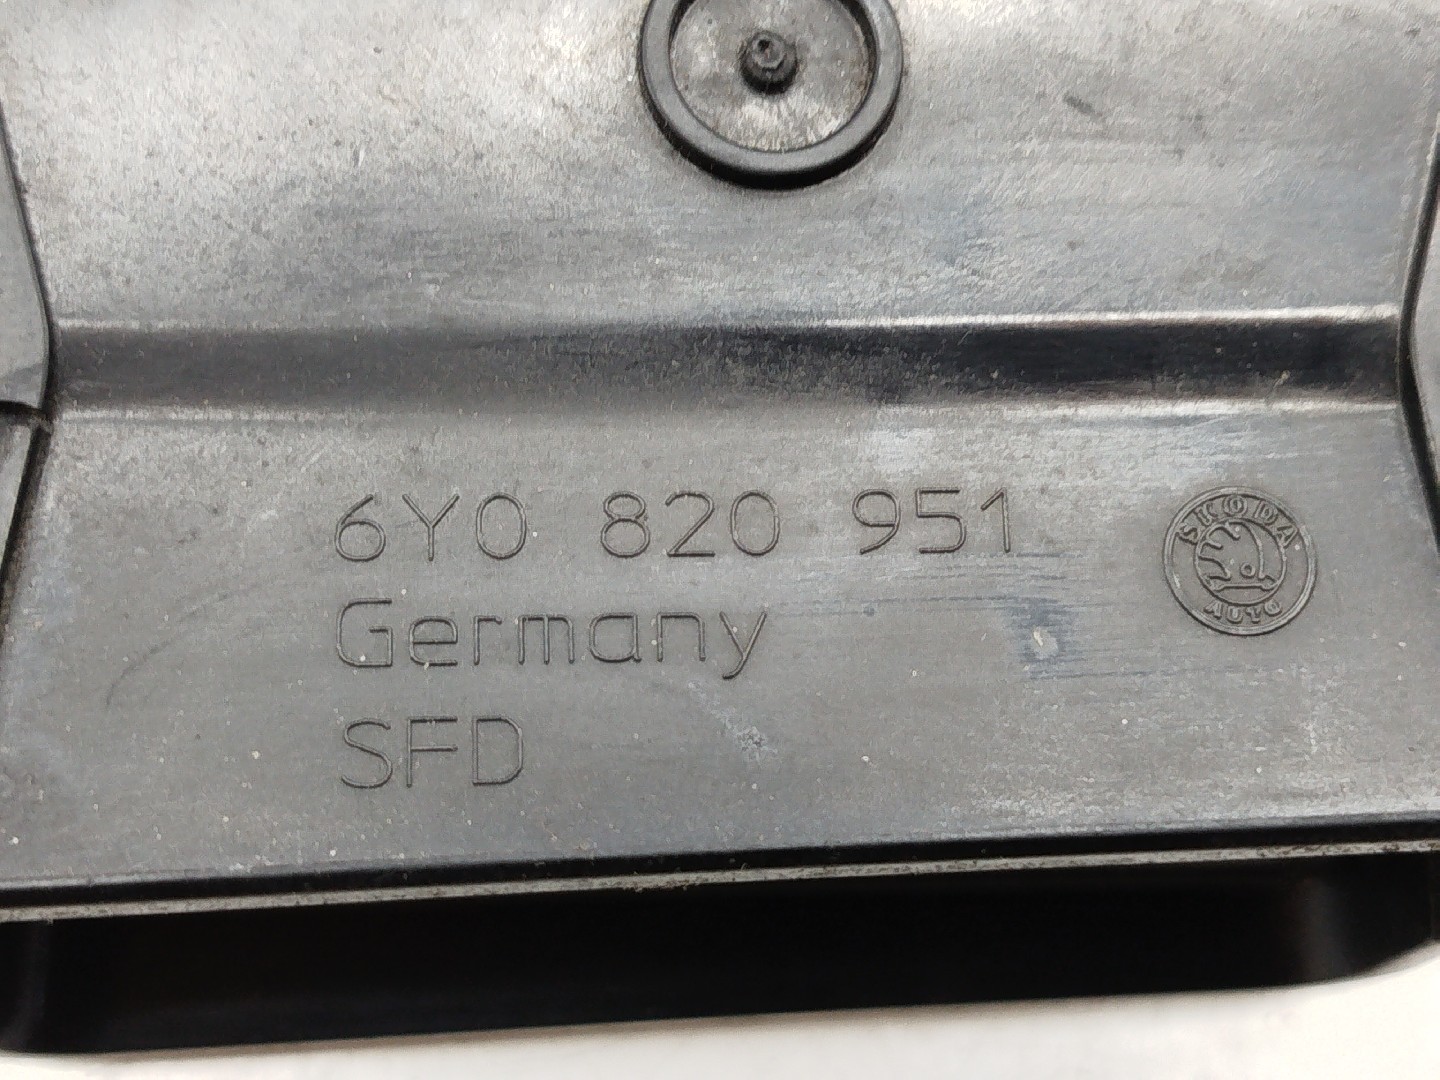 6Y0 820 951
SKODA
AUTO
Germany
SFD